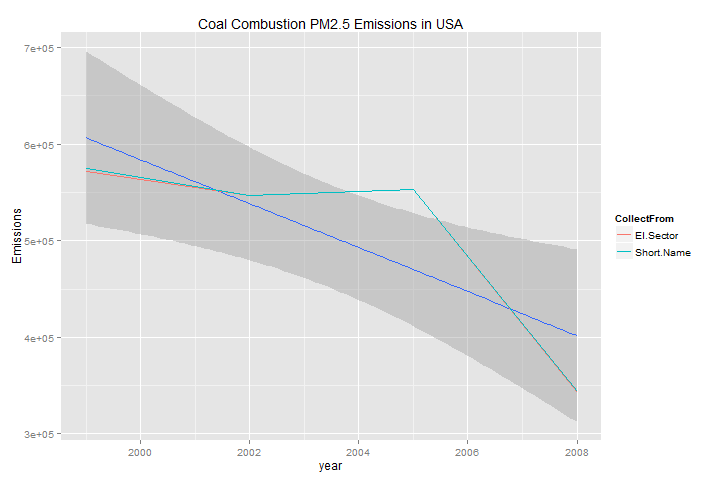 Coal Combustion PM2.5 Emissions in USA
7e+05
6e+05
5e+05
4e+05
3e+05
Emissions
2000
2002
2004
2006
2008
year
CollectFrom
EI.Sector
Short.Name